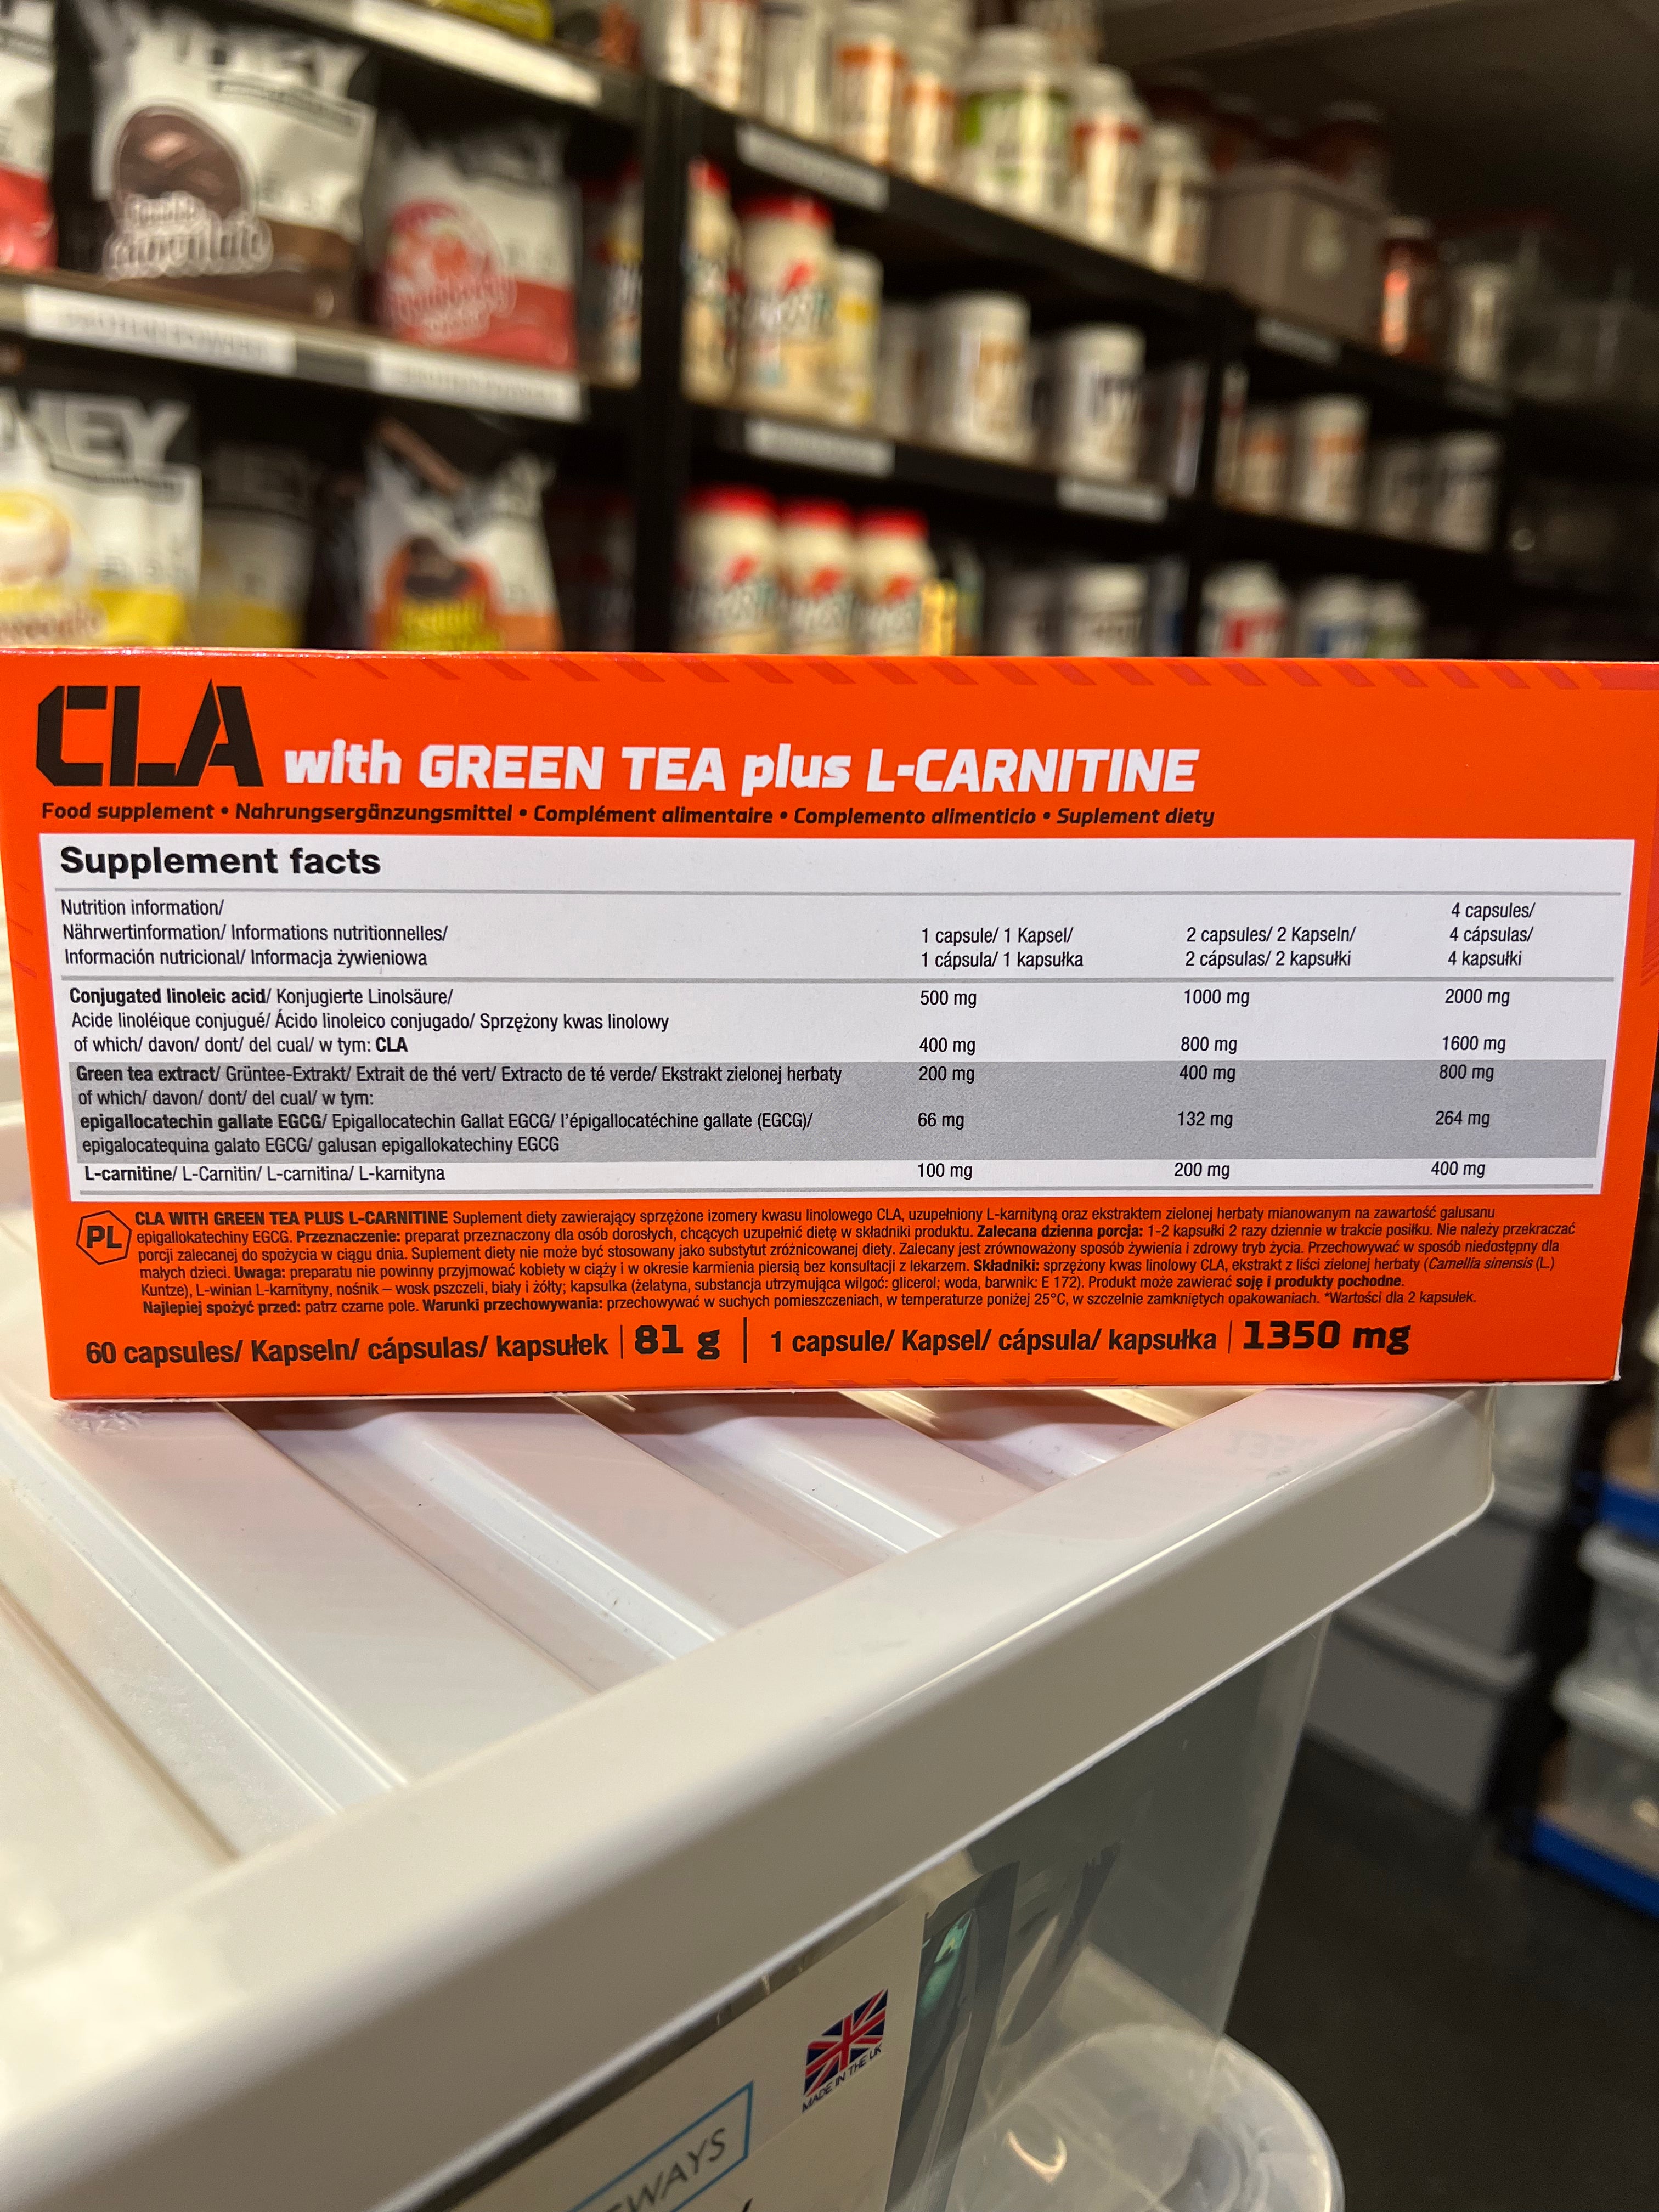 WHEY
Double
Chocolate
WHEY
CLA with GREEN TEA plus L-CARNITINE
Food supplement • Nahrungsergänzungsmittel • Complément alimentaire • Complemento alimenticio • Suplement diety
Supplement facts
Nutrition information/
Nährwertinformation/ Informations nutritionnelles/
Información nutricional/ Informacja żywieniowa
1 capsule/ 1 Kapsel/
1 cápsula/ 1 kapsułka
2 capsules/ 2 Kapseln/
2 cápsulas/ 2 kapsułki
4 capsules/
4 cápsulas/
4 kapsułki
Conjugated linoleic acid/ Konjugierte Linolsäure/ 500 mg 1000 mg 2000 mg
Acide linoléique conjugué/ Ácido linoleico conjugado/ Sprzężony kwas linolowy
of which/ davon/ dont/ del cual/ w tym: CLA 400 mg 800 mg 1600 mg
Green tea extract/ Grüntee-Extrakt/ Extrait de thé vert/ Extracto de té verde/ Ekstrakt zielonej herbaty 200 mg 400 mg 800 mg
of which/ davon/ dont/ del cual/ w tym:
epigallocatechin gallate EGCG/ Epigallocatechin Gallat EGCG/ l'épigallocatéchine gallate (EGCG)/ 66 mg 132 mg 264 mg
epigalocatequina galato EGCG/ galusan epigallokatechiny EGCG
L-carnitine/ L-Carnitin/ L-carnitina/ L-karnityna 100 mg 200 mg 400 mg
PL
CLA WITH GREEN TEA PLUS L-CARNITINE Suplement diety zawierający sprzężone izomery kwasu linolowego CLA, uzupełniony L-karnityną oraz ekstraktem zielonej herbaty mianowanym na zawartość galusanu
epigallokatechiny EGCG. Przeznaczenie: preparat przeznaczony dla osób dorosłych, chcących uzupełnić dietę w składniki produktu. Zalecana dzienna porcja: 1-2 kapsułki 2 razy dziennie w trakcie posiłku. Nie należy przekraczać
porcji zalecanej do spożycia w ciągu dnia. Suplement diety nie może być stosowany jako substytut zróżnicowanej diety. Zalecany jest zrównoważony sposób żywienia i zdrowy tryb życia. Przechowywać w sposób niedostępny dla
małych dzieci. Uwaga: preparatu nie powinny przyjmować kobiety w ciąży i w okresie karmienia piersią bez konsultacji z lekarzem. Składniki: sprzężony kwas linolowy CLA, ekstrakt z liści zielonej herbaty (Camellia sinensis (L.)
Kuntze), L-winian L-karnityny, nośnik – wosk pszczeli, biały i żółty; kapsulka (żelatyna, substancja utrzymująca wilgoć: glicerol; woda, barwnik: E 172). Produkt może zawierać soję i produkty pochodne.
Najlepiej spożyć przed: patrz czarne pole. Warunki przechowywania: przechowywać w suchych pomieszczeniach, w temperaturze poniżej 25°C, w szczelnie zamkniętych opakowaniach. *Wartości dla 2 kapsułek.
60 capsules/ Kapseln/ cápsulas/ kapsułek | 81 g | 1 capsule/ Kapsel/ cápsula/ kapsułka | 1350 mg
MADE IN THE UK